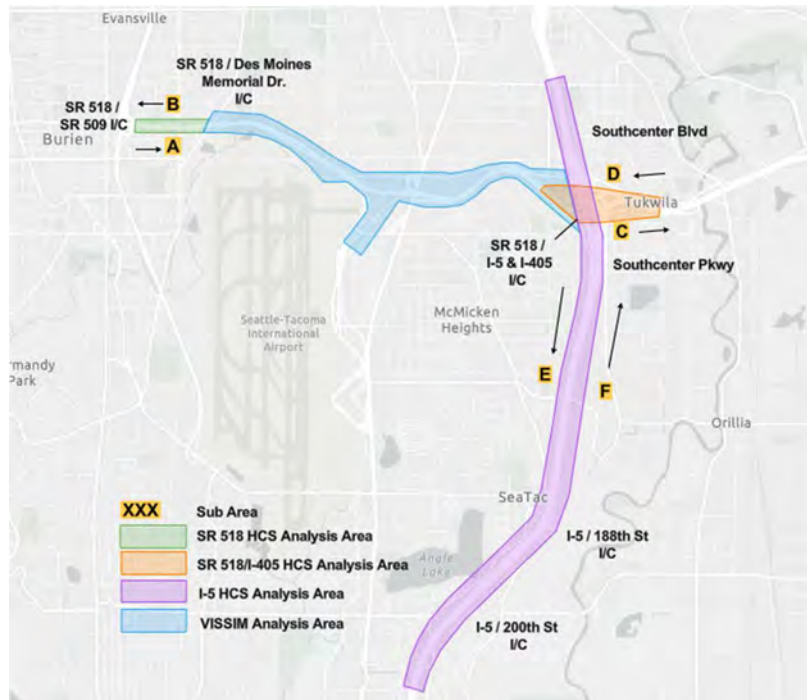 Evansville
SR 518 / Des Moines
Memorial Dr.
I/C
SR 518 /
SR 509 I/C
B
Burien
A
Southcenter Blvd
D
Tukwila
C
SR 518 /
I-5 & I-405
I/C
Southcenter Pkwy
Seattle-Tacoma
International
Airport
McMicken
Heights
rmandy
Park
E
F
Orillia
SeaTac
XXX
Sub Area
SR 518 HCS Analysis Area
SR 518/I-405 HCS Analysis Area
I-5 HCS Analysis Area
VISSIM Analysis Area
Angle
Lake
I-5 / 188th St
I/C
I-5 / 200th St
I/C